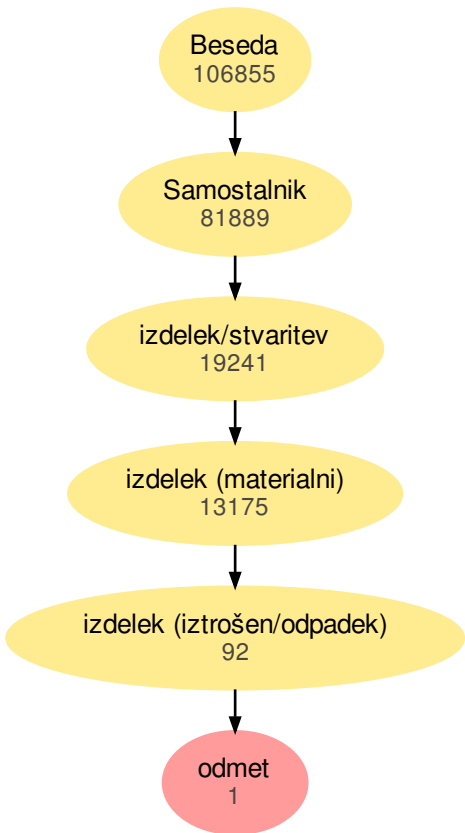 Beseda
106855
Samostalnik
81889
izdelek/stvaritev
19241
izdelek (materialni)
13175
izdelek (iztrošen/odpadek)
92
odmet
1